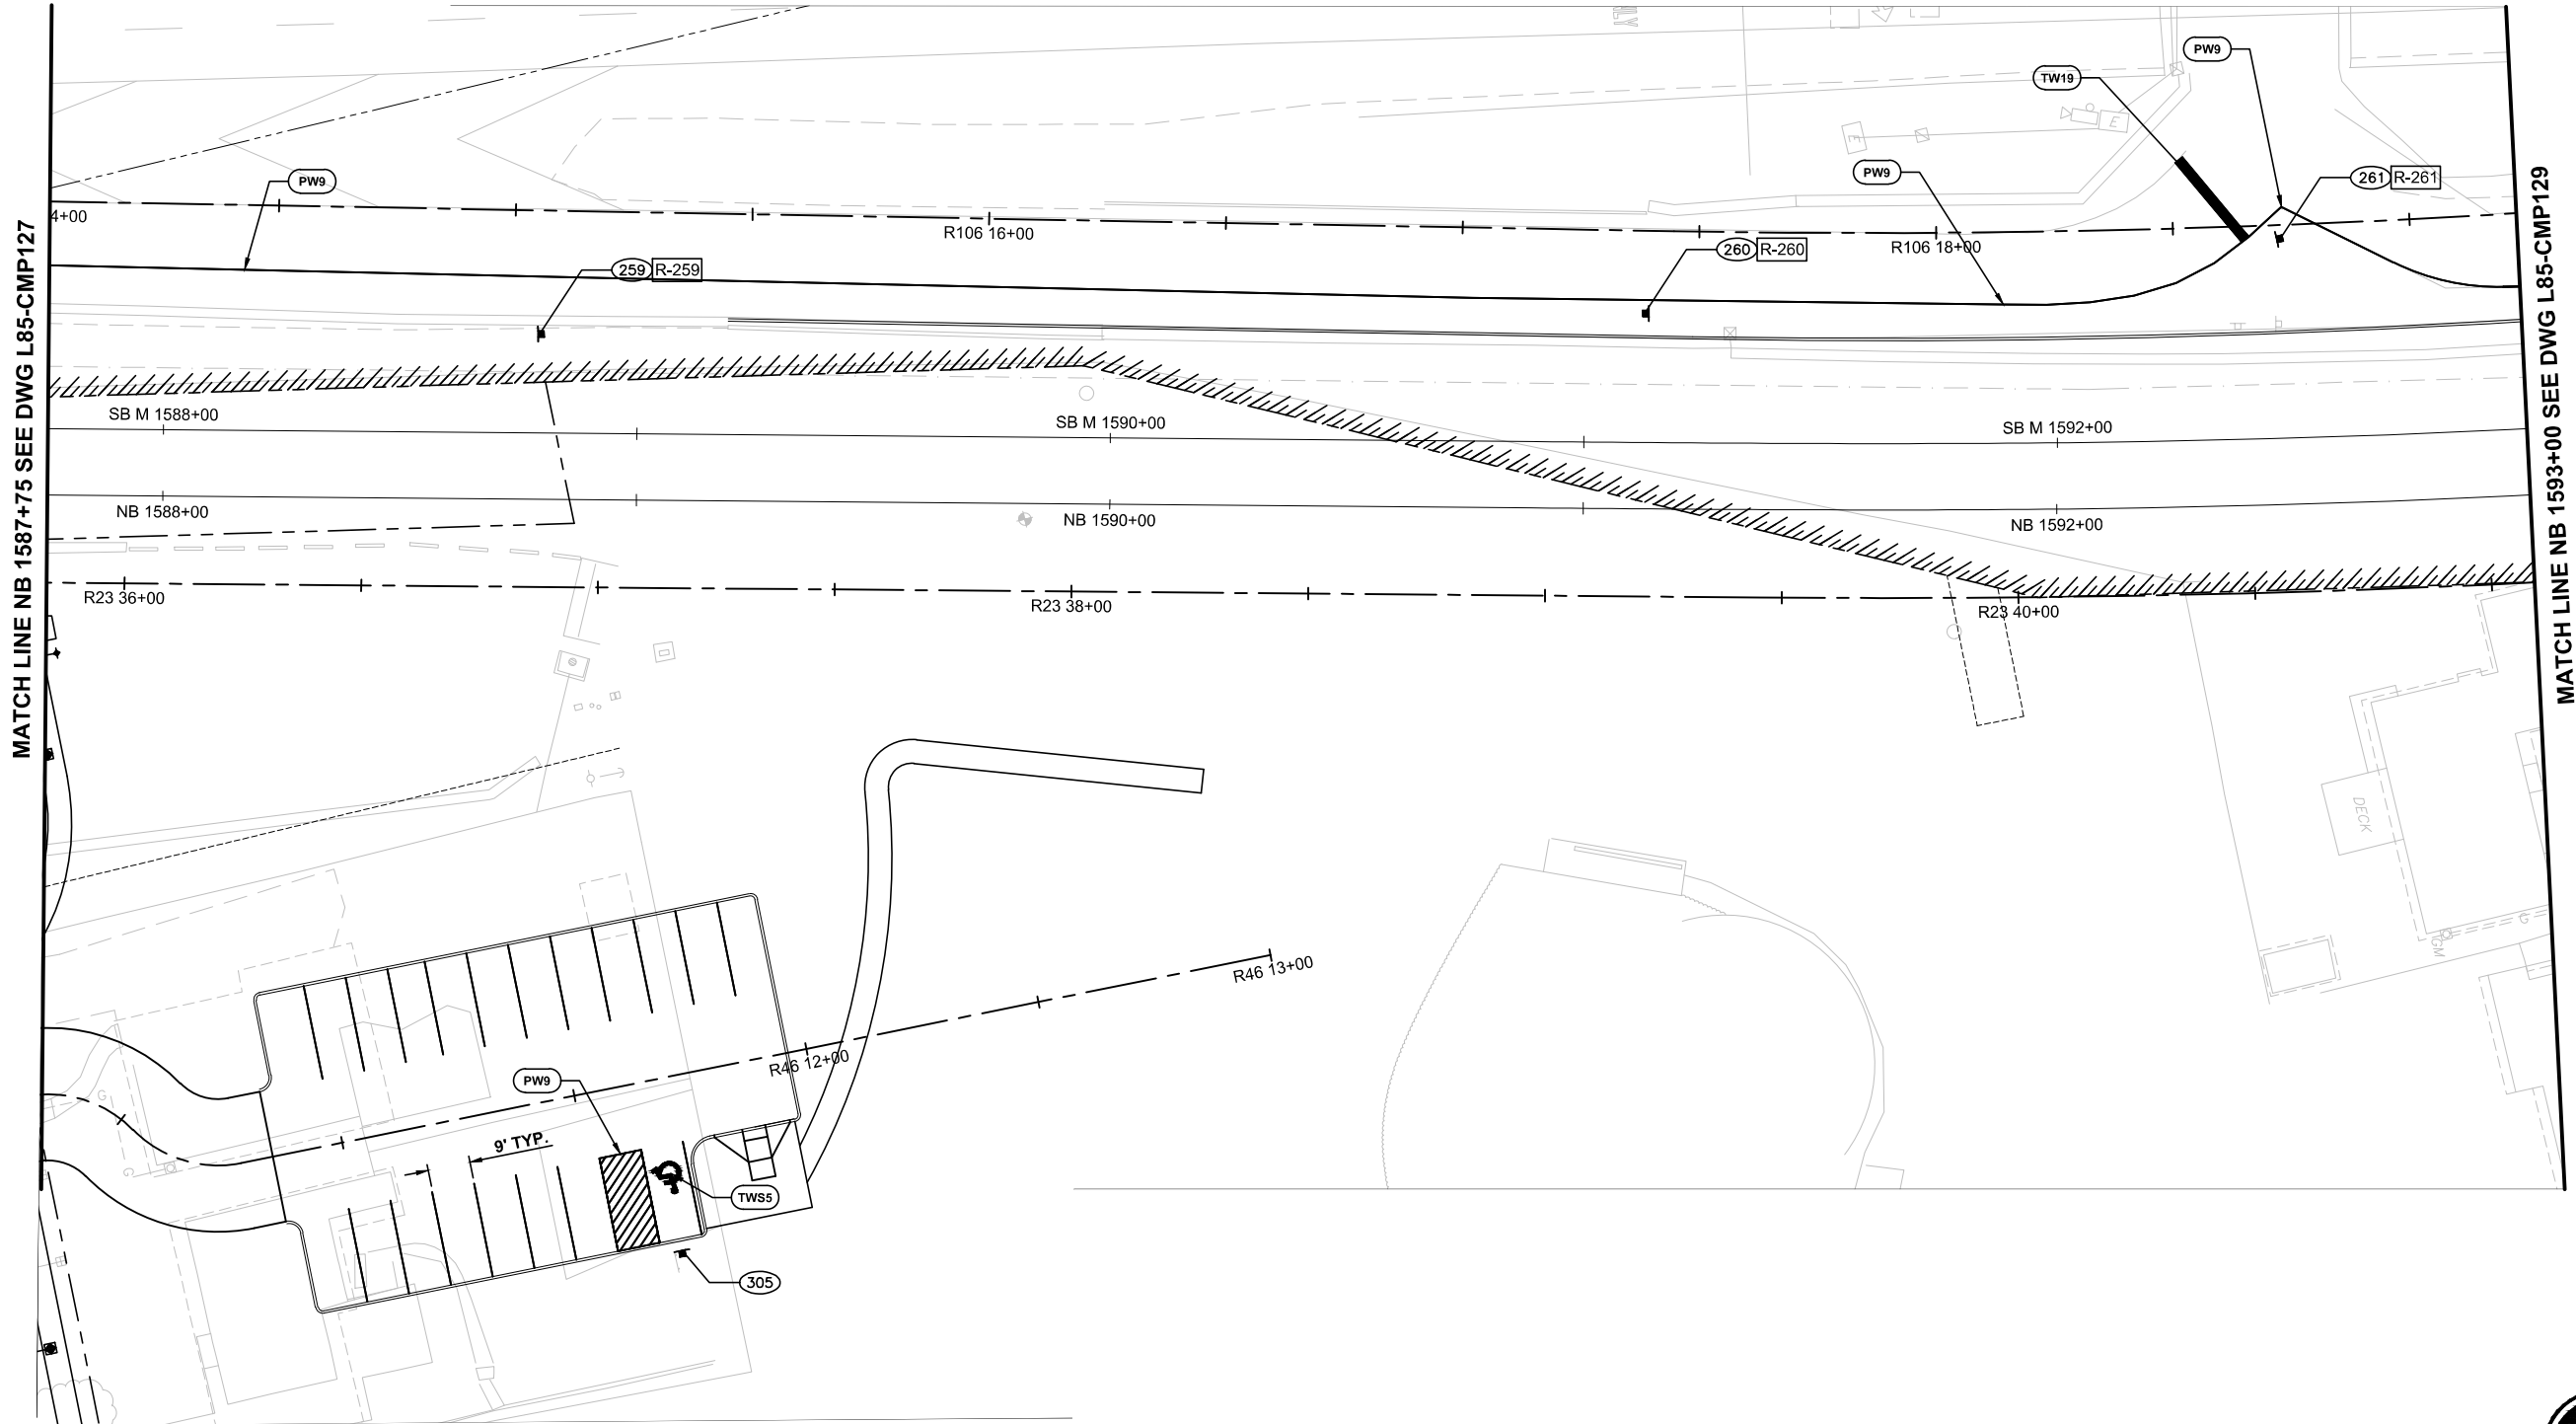 MATCH LINE NB 1587+75 SEE DWG L85-CMP127
MATCH LINE NB 1593+00 SEE DWG L85-CMP129
PW9
TW19
PW9
PW9
261 R-261
4+00
R106 16+00
R106 18+00
259 R-259
260 R-260
SB M 1588+00
SB M 1590+00
SB M 1592+00
NB 1588+00
NB 1590+00
NB 1592+00
R23 36+00
R23 38+00
R23 40+00
E
E
DECK
G
GM
R46 13+00
R46 12+00
PW9
9' TYP.
G
G
TWS5
305